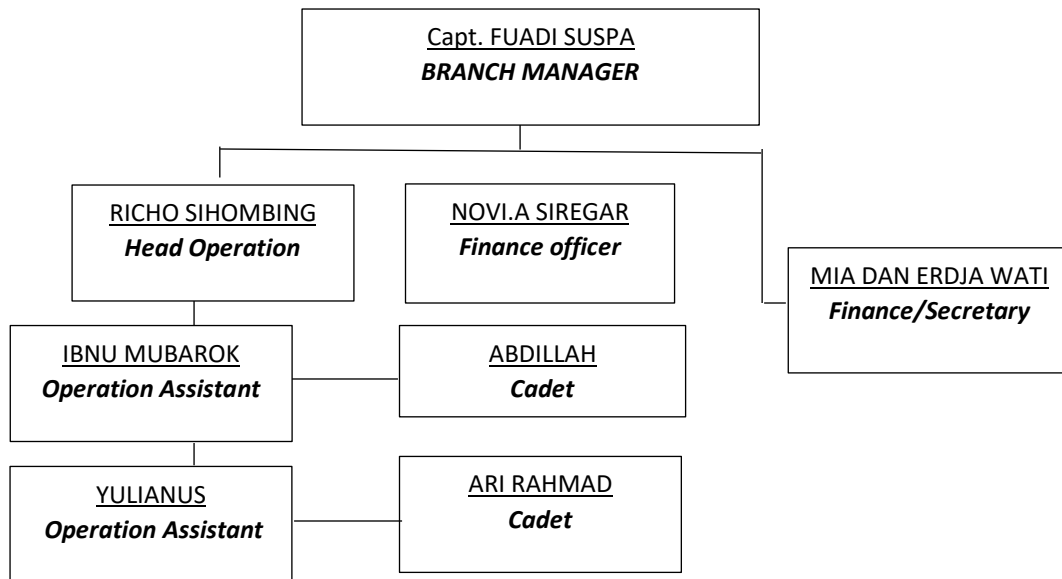 Capt. FUADI SUSPA
BRANCH MANAGER
RICHO SIHOMBING
Head Operation
NOVI.A SIREGAR
Finance officer
MIA DAN ERDJA WATI
Finance/Secretary
IBNU MUBAROK
Operation Assistant
ABDILLAH
Cadet
YULIANUS
Operation Assistant
ARI RAHMAD
Cadet